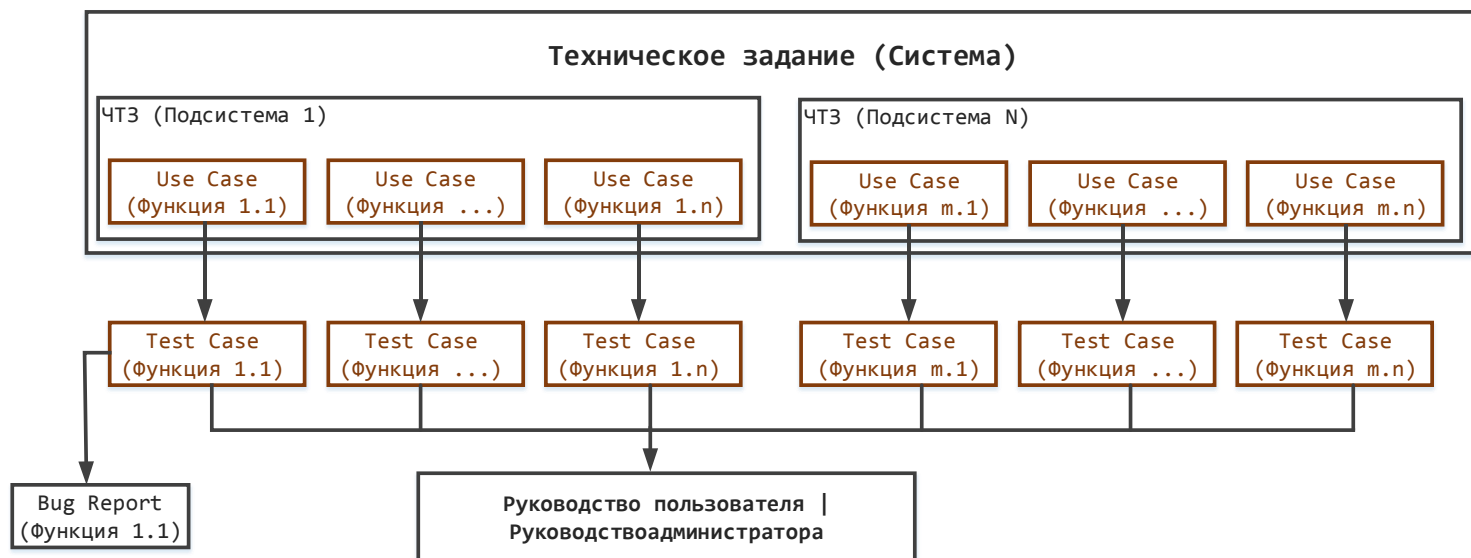 Техническое задание (Система)
ЧТЗ (Подсистема 1)
ЧТЗ (Подсистема N)
Use Case
(Функция 1.1)
Use Case
(Функция ...)
Use Case
(Функция 1.n)
Use Case
(Функция m.1)
Use Case
(Функция ...)
Use Case
(Функция m.n)
Test Case
(Функция 1.1)
Test Case
(Функция ...)
Test Case
(Функция 1.n)
Test Case
(Функция m.1)
Test Case
(Функция ...)
Test Case
(Функция m.n)
Bug Report
(Функция 1.1)
Руководство пользователя |
Руководствоадминистратора